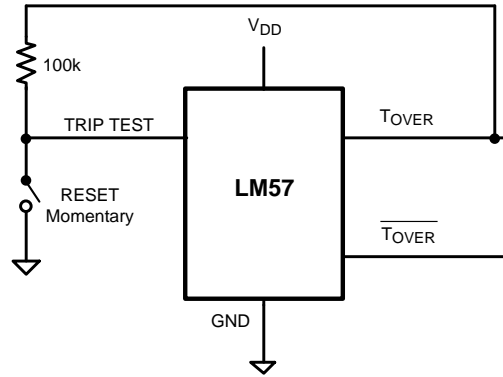 VDD
100k
TRIP TEST
TOVER
LM57
RESET
Momentary
TOVER
GND